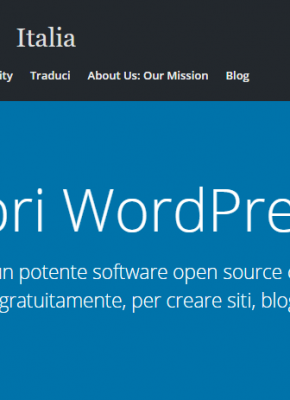 Italia
ity Traduci About Us: Our Mission Blog
ori WordPre
un potente software open source
gratuitamente, per creare siti, blog